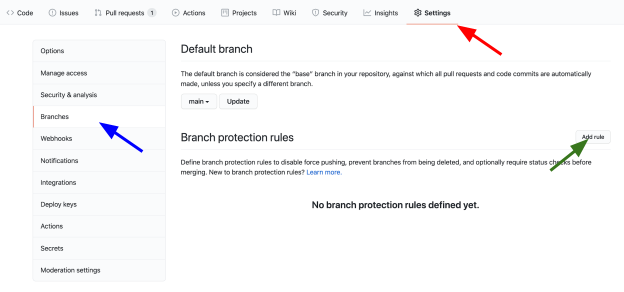 Code Issues Pull requests 1 Actions Projects Wiki Security Insights Settings
Options
Manage access
Security & analysis
Branches
Webhooks
Notifications
Integrations
Deploy keys
Actions
Secrets
Moderation settings
Default branch
The default branch is considered the “base” branch in your repository, against which all pull requests and code commits are automatically
made, unless you specify a different branch.
main Update
Branch protection rules
Add rule
Define branch protection rules to disable force pushing, prevent branches from being deleted, and optionally require status checks before
merging. New to branch protection rules? Learn more.
No branch protection rules defined yet.